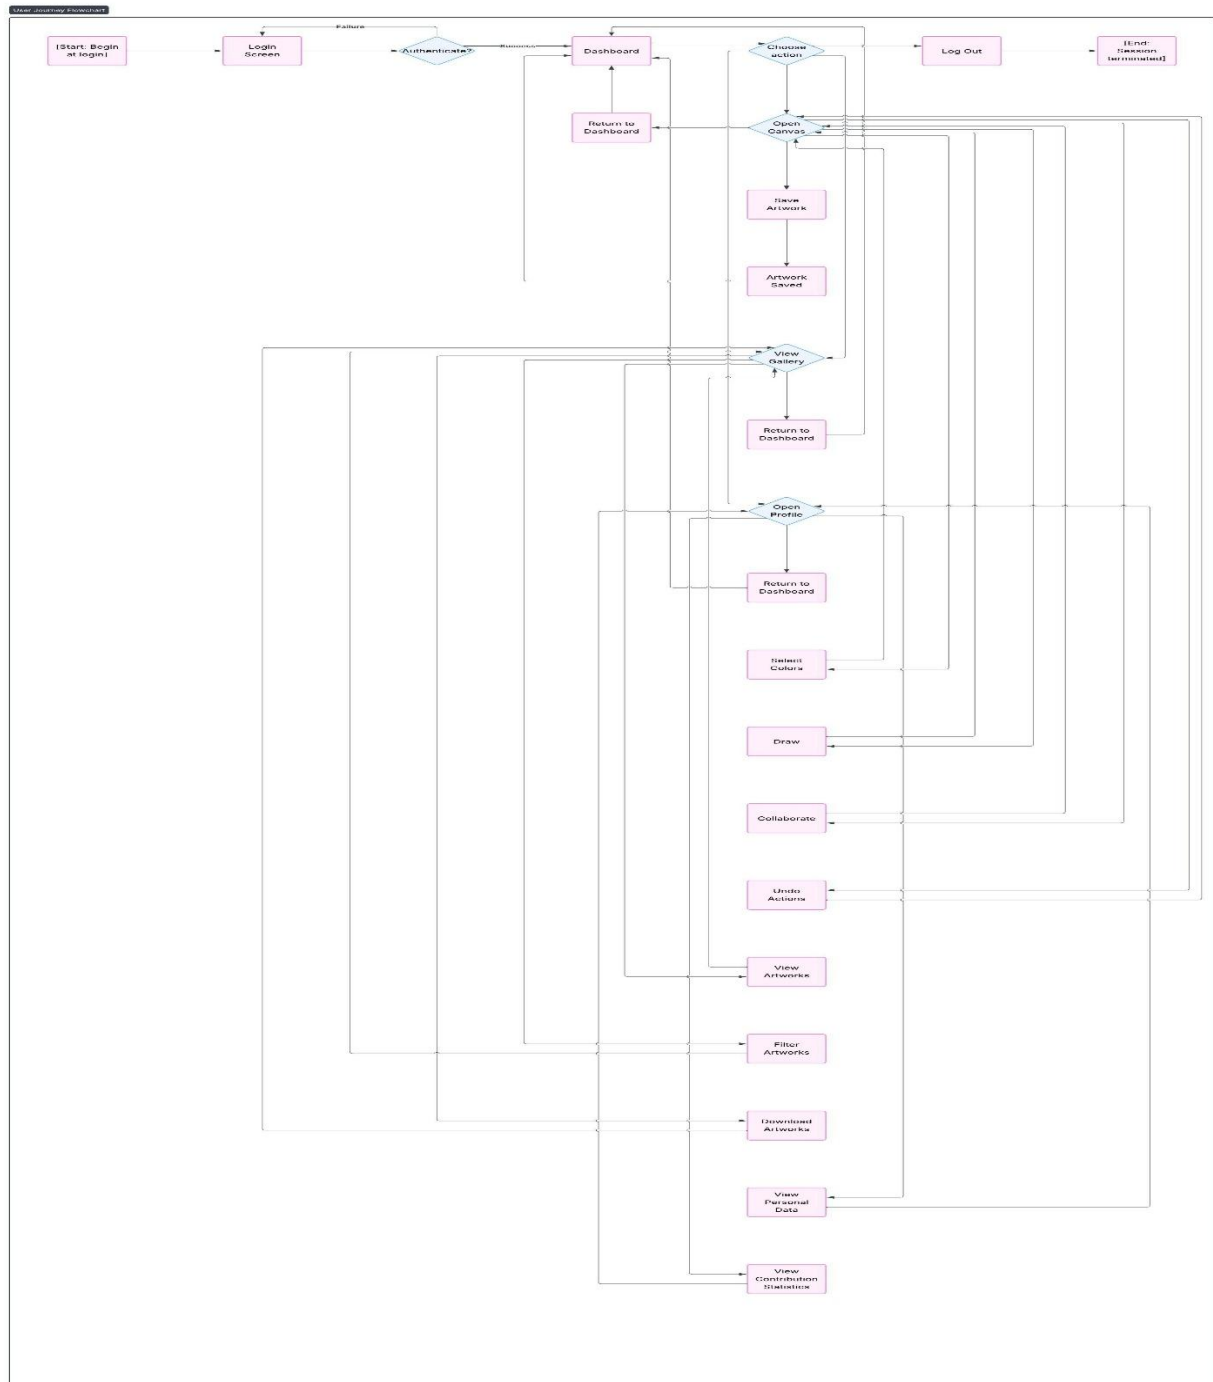 User Journey Flowchart
Failure
[Start: Begin
at login]
Login
Screen
Authenticate?
Success
Dashboard
Choose
action
Log Out
[End:
Session
terminated]
Return to
Dashboard
Open
Canvas
Save
Artwork
Artwork
Saved
View
Gallery
Return to
Dashboard
Open
Profile
Return to
Dashboard
Select
Colors
Draw
Collaborate
Undo
Actions
View
Artworks
Filter
Artworks
Download
Artworks
View
Personal
Data
View
Contribution
Statistics